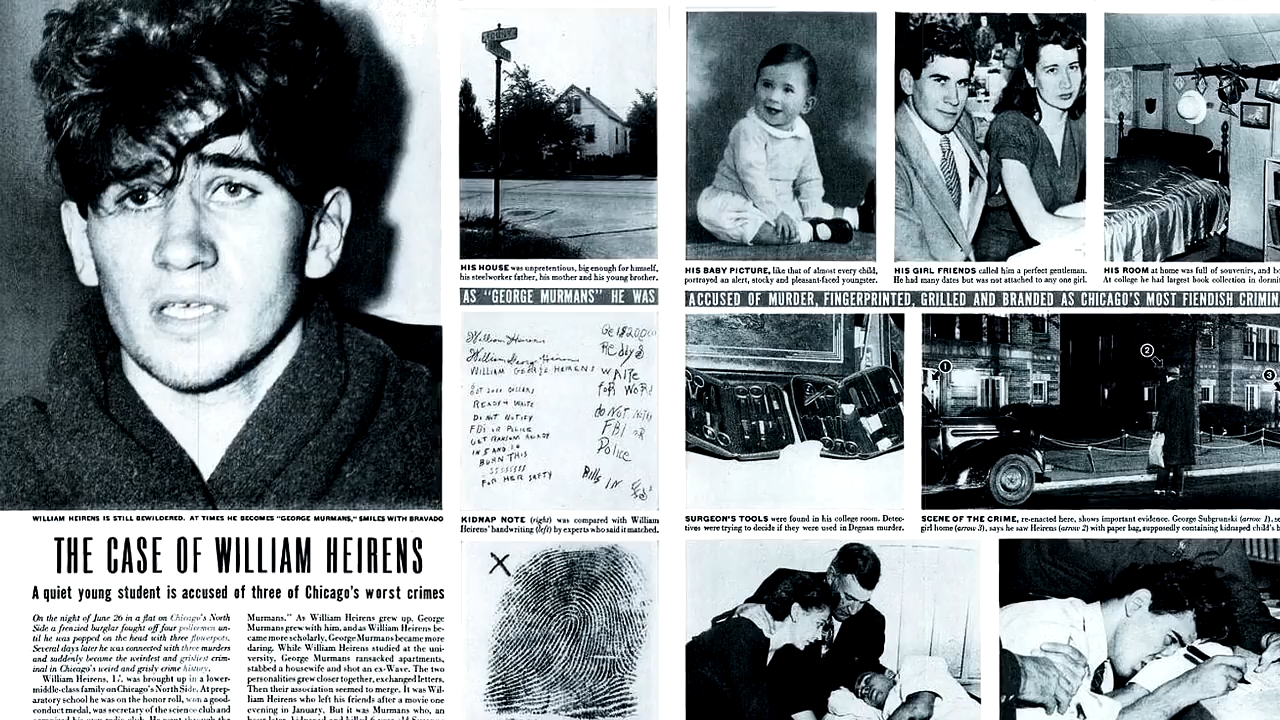 WILLIAM HEIRENS IS STILL BEWILDERED. AT TIMES HE BECOMES "GEORGE MURMANS," SMILES WITH BRAVADO
THE CASE OF WILLIAM HEIRENS
A quiet young student is accused of three of Chicago's worst crimes
On the night of June 26 in a flat on Chicago's North
Side a frenzied burglar fought off four policemen un-
til he was popped on the head with three flowerpots.
Several days later he was connected with three murders
and suddenly became the weirdest and grisliest crim-
inal in Chicago's weird and grisly crime history.
William Heirens, 17, was brought up in a lower-
middle-class family on Chicago's North Side. At prep-
aratory school he was on the honor roll, won a good-
conduct medal, was secretary of the science club and
Murmans." As William Heirens grew up, George
Murmans grew with him, and as William Heirens be-
came more scholarly, George Murmans became more
daring. While William Heirens studied at the uni-
versity, George Murmans ransacked apartments,
stabbed a housewife and shot an ex-Wave. The two
personalities grew closer together, exchanged letters.
Then their association seemed to merge. It was Wil-
liam Heirens who left his friends after a movie one
evening in January. But it was Murmans who, an
HIS HOUSE was unpretentious, big enough for himself,
his steelworker father, his mother and his young brother.
HIS BABY PICTURE, like that of almost every child,
portrayed an alert, stocky and pleasant-faced youngster.
HIS GIRL FRIENDS called him a perfect gentleman.
He had many dates but was not attached to any one girl.
HIS ROOM at home was full of souvenirs, and
At college he had largest book collection in
AS "GEORGE MURMANS" HE WAS
ACCUSED OF MURDER, FINGERPRINTED, GRILLED AND BRANDED AS CHICAGO'S MOST FIENDISH
William Heirens
William George Heirens
WILLIAM GEORGE HEIRENS
GET 2000 DOLLARS
READY & WAITE
DO NOT NOTIFY
FBI OR POLICE
GET RANSOM READY
IN 5 AND 10
BURN THIS
SSSSSSS
FOR HER SAFTY
Ready
WAITE
foR WoRd
do NoT
FBI oR
Police
Bills IN
KIDNAP NOTE (right) was compared with William
Heirens' handwriting (left) by experts who said it matched.
SURGEON'S TOOLS were found in his college room. Detec-
tives were trying to decide if they were used in Degnan murder.
1
2
3
SCENE OF THE CRIME, re-enacted here, shows important evidence. George Subgrunski (arrow 1),
girl home (arrow 3), says he saw Heirens (arrow 2) with paper bag, supposedly containing kidnaped child's
X